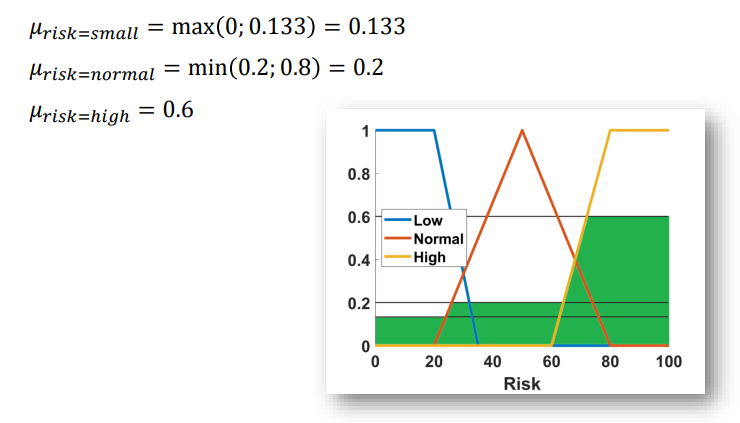 μrisk=small = max(0; 0.133) = 0.133
μrisk=normal = min(0.2; 0.8) = 0.2
μrisk=high = 0.6
1
0.8
0.6
0.4
0.2
0
Low
Normal
High
0 20 40 60 80 100
Risk